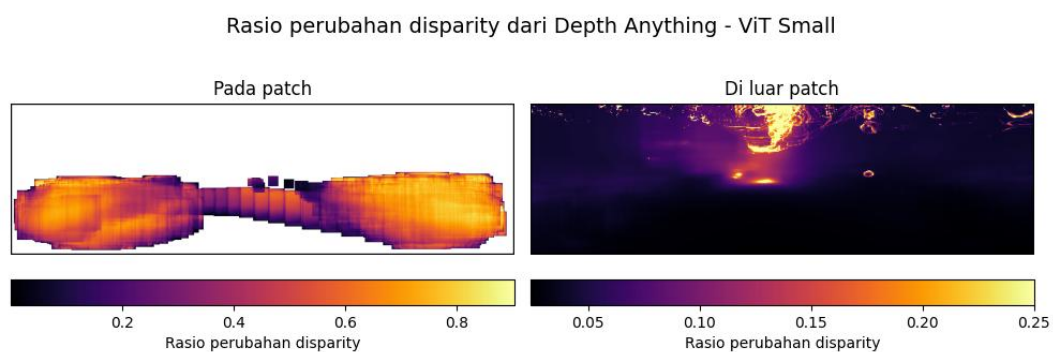 Rasio perubahan disparity dari Depth Anything - ViT Small
Pada patch
Di luar patch
0.2 0.4 0.6 0.8
Rasio perubahan disparity
0.05 0.10 0.15 0.20 0.25
Rasio perubahan disparity